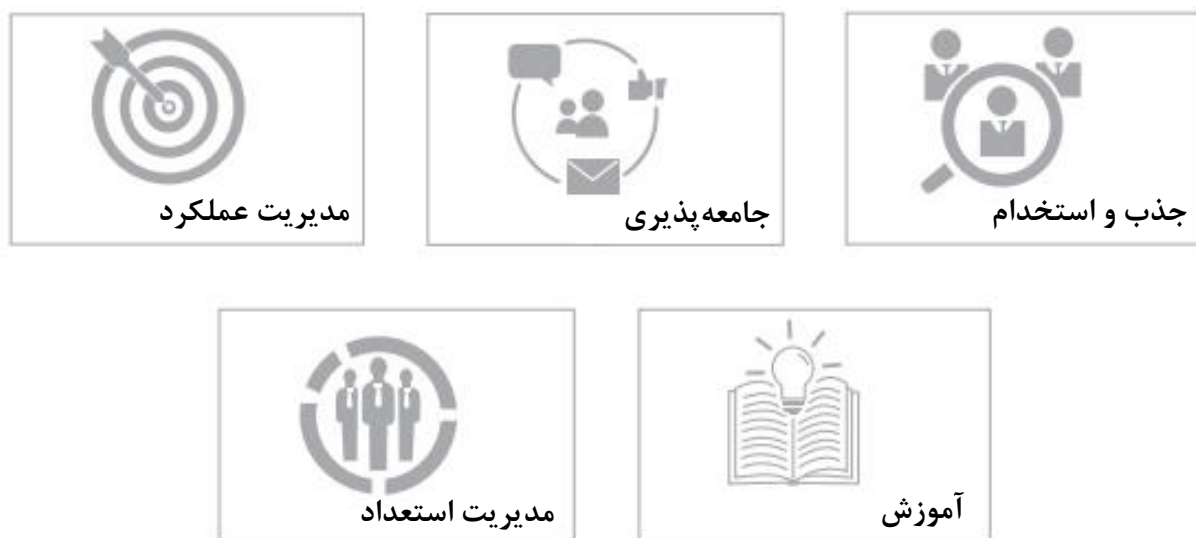 جذب و استخدام
جامعه‌پذیری
مدیریت عملکرد
آموزش
مدیریت استعداد